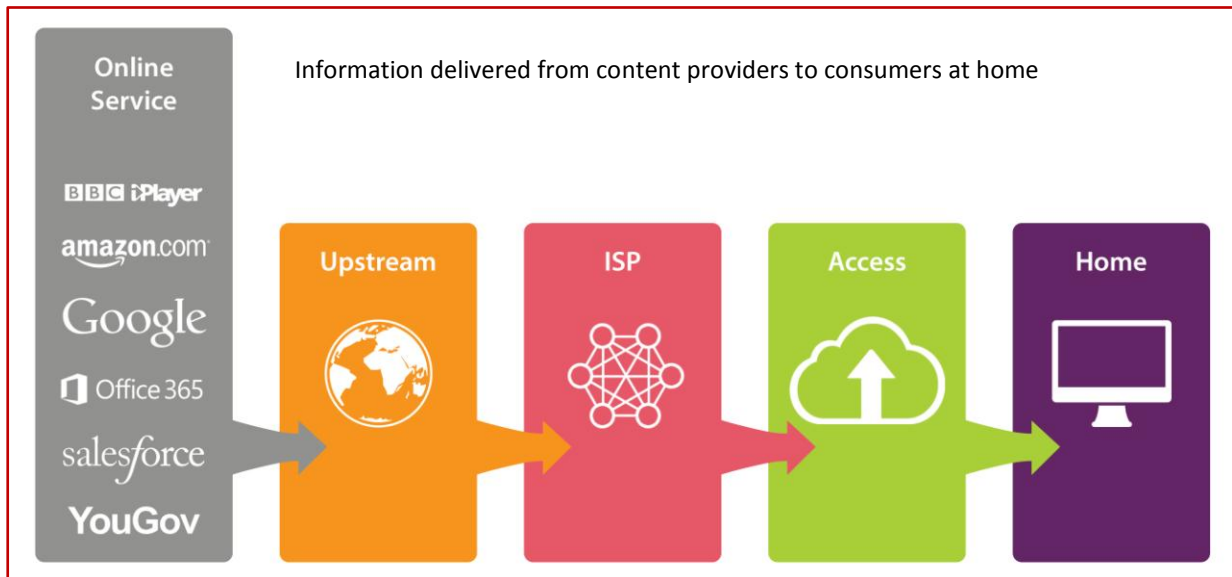 Online
Service
Information delivered from content providers to consumers at home
BBC iPlayer
amazon.com
Google
Office 365
salesforce
YouGov
Upstream
ISP
Access
Home